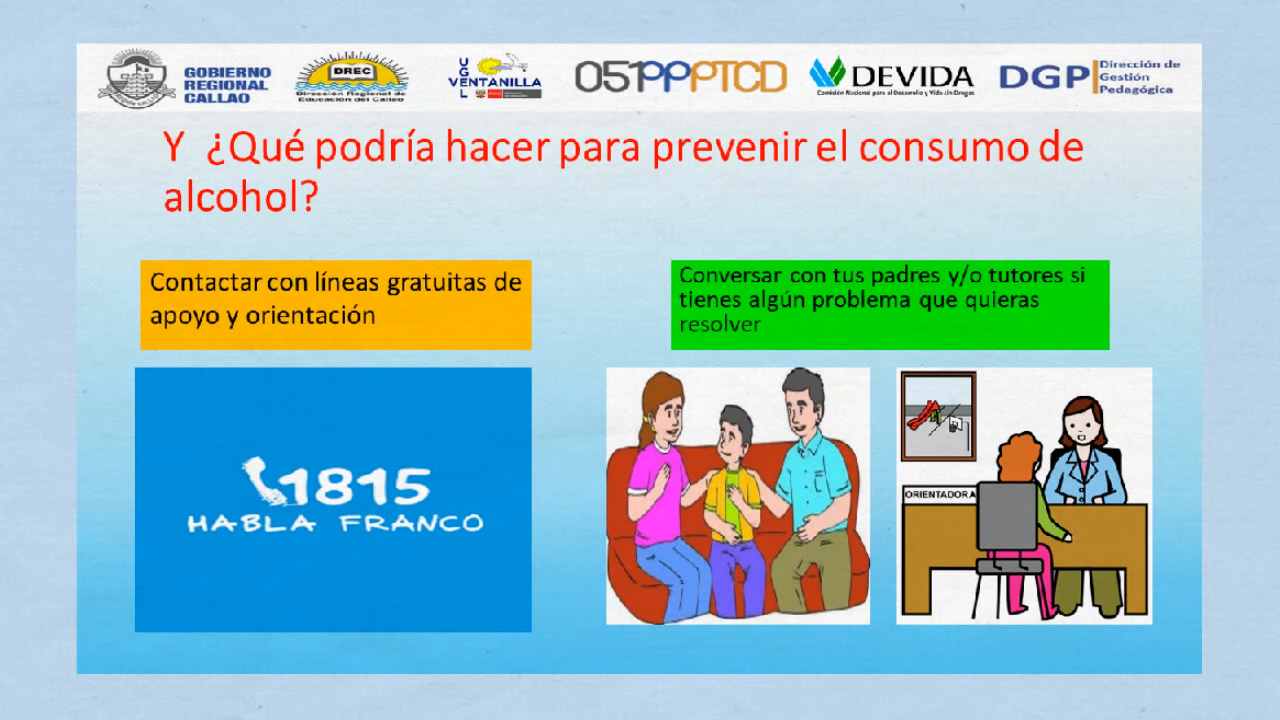 GOBIERNO
REGIONAL
CALLAO
DREC
Dirección Regional de
Educación del Callao
UGEL
VENTANILLA
051PPPTCD
DEVIDA
Comisión Nacional para el Desarrollo y Vida sin Drogas
DGP
Dirección de
Gestión
Pedagógica
Y ¿Qué podría hacer para prevenir el consumo de
alcohol?
Contactar con líneas gratuitas de
apoyo y orientación
Conversar con tus padres y/o tutores si
tienes algún problema que quieras
resolver
1815
HABLA FRANCO
ORIENTADORA